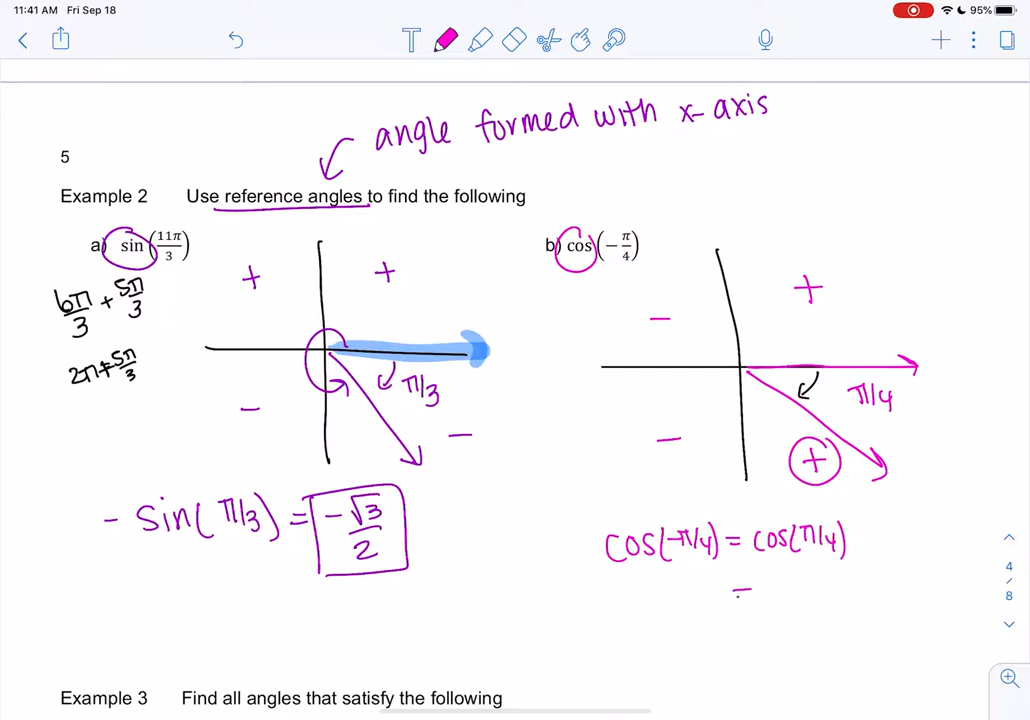 11:41 AM Fri Sep 18
95%
angle formed with x-axis
5
Example 2 Use reference angles to find the following
a) sin(11π/3)
b) cos(-π/4)
6π/3 + 5π/3
2π + 5π/3
+ +
- -
π/3
- +
- +
π/4
- sin(π/3) = -√3/2
cos(-π/4) = cos(π/4)
=
4
/
8
Example 3 Find all angles that satisfy the following